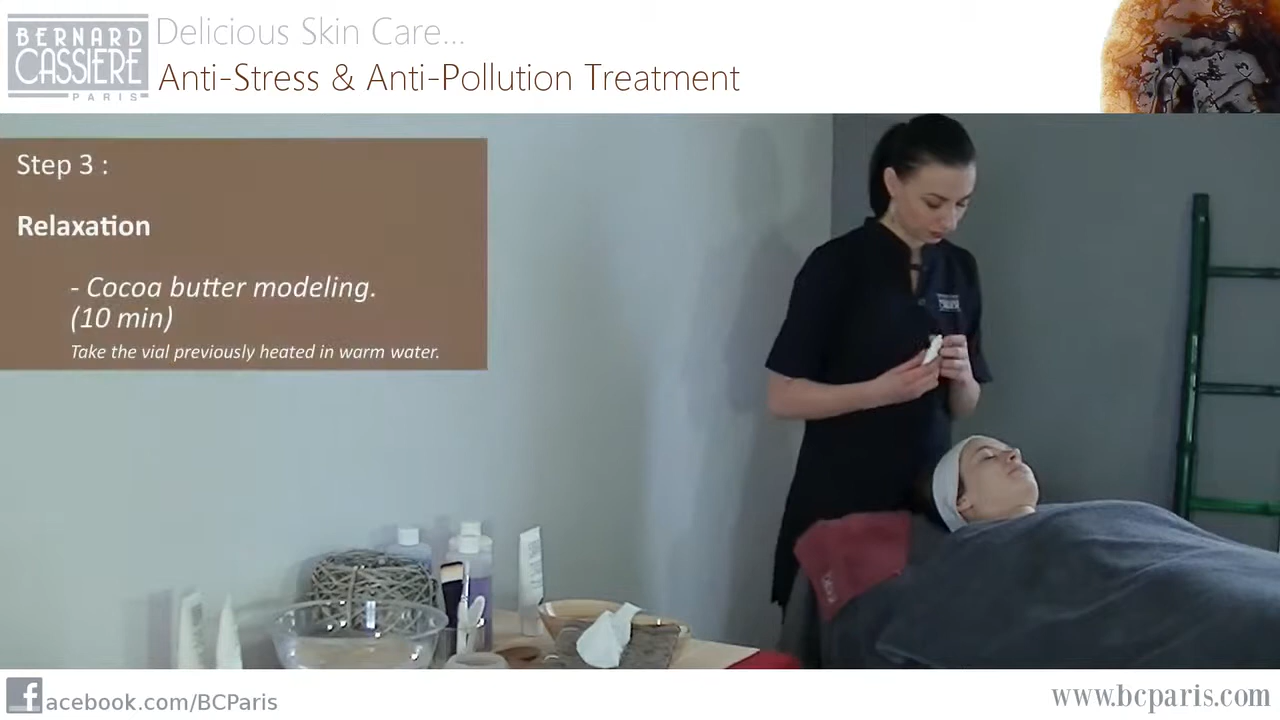 BERNARD
CASSIERE
PARIS
Delicious Skin Care...
Anti-Stress & Anti-Pollution Treatment
Step 3 :
Relaxation
- Cocoa butter modeling.
(10 min)
Take the vial previously heated in warm water.
facebook.com/BCParis
www.bcparis.com